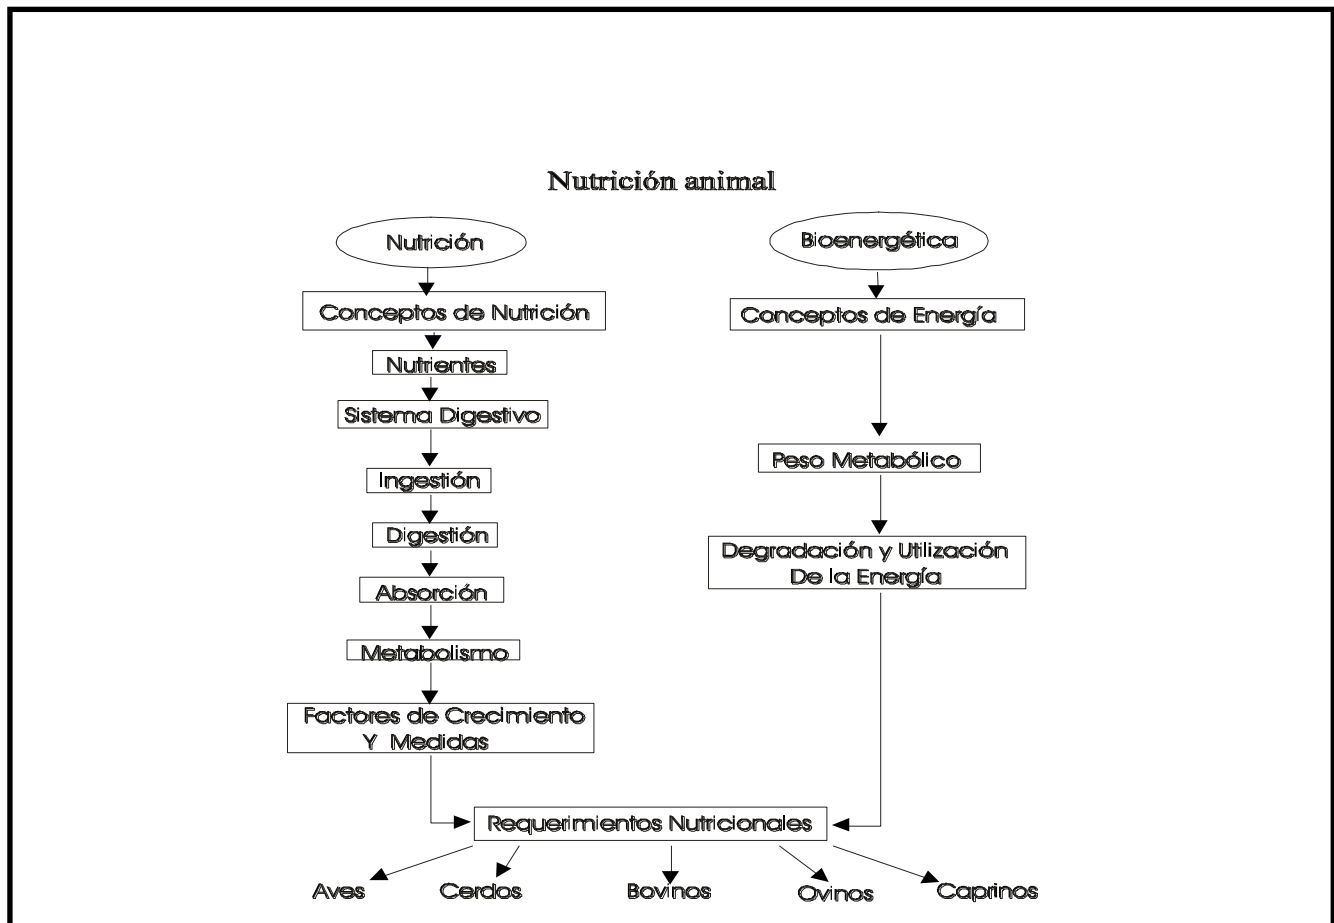 Nutrición animal
Nutrición
Conceptos de Nutrición
Nutrientes
Sistema Digestivo
Ingestión
Digestión
Absorción
Metabolismo
Factores de Crecimiento
Y Medidas
Bioenergética
Conceptos de Energía
Peso Metabólico
Degradación y Utilización
De la Energía
Requerimientos Nutricionales
Aves
Cerdos
Bovinos
Ovinos
Caprinos